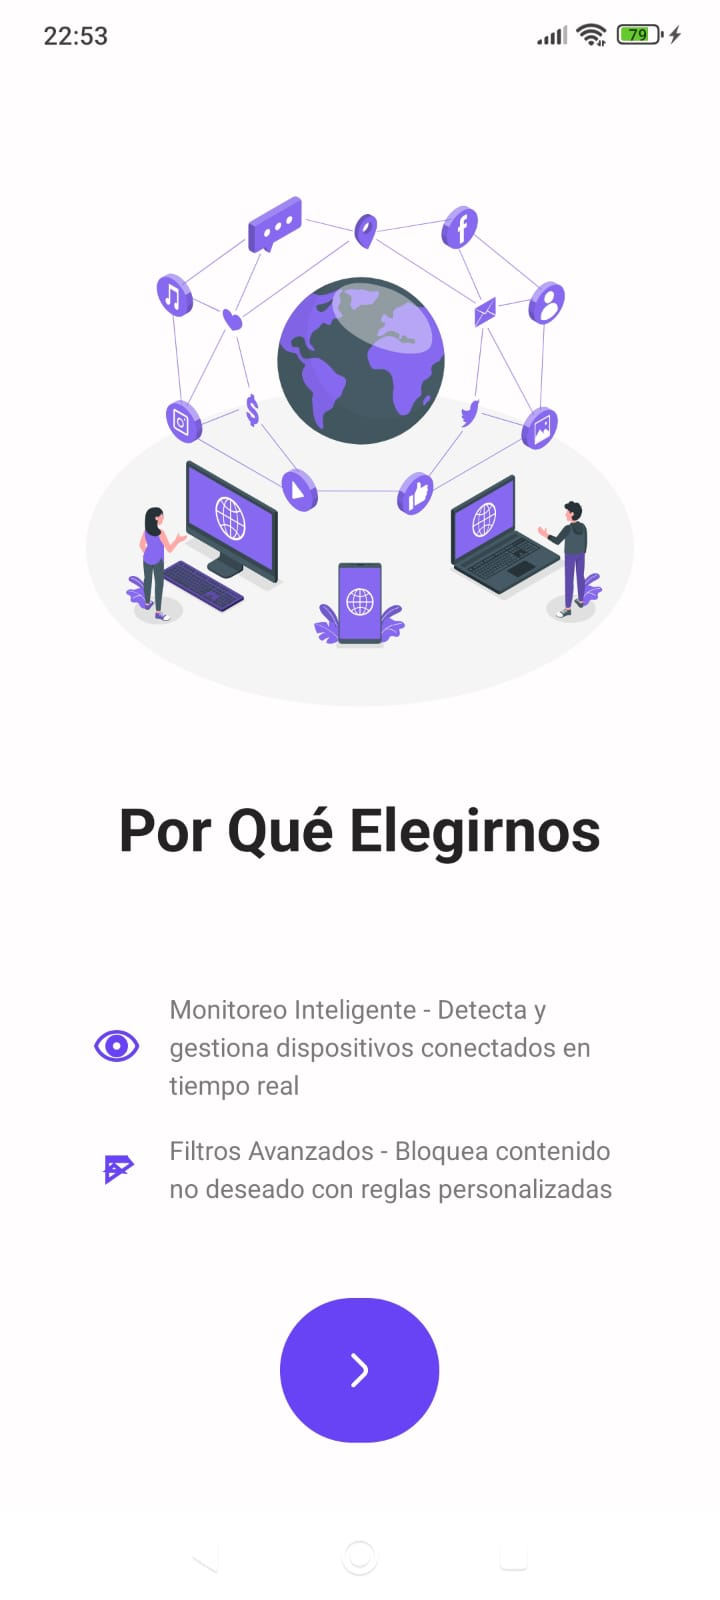 22:53
79
Por Qué Elegirnos
Monitoreo Inteligente - Detecta y
gestiona dispositivos conectados en
tiempo real
Filtros Avanzados - Bloquea contenido
no deseado con reglas personalizadas